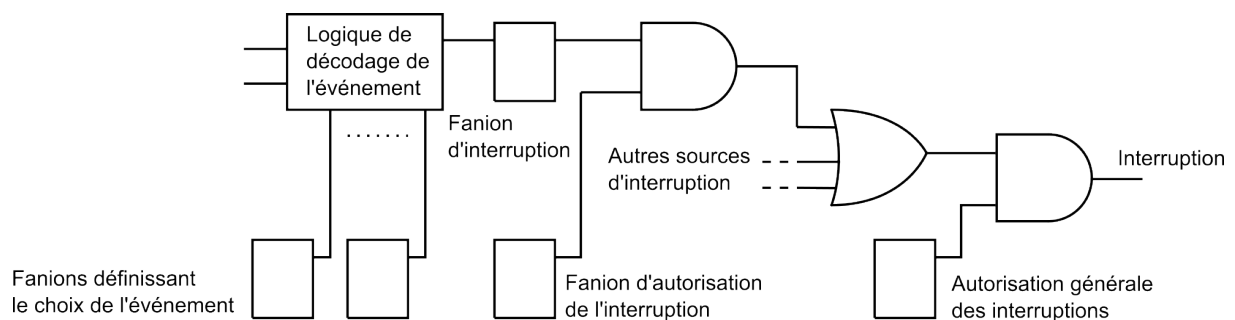 Logique de
décodage de
l'événement
Fanion
d'interruption
Autres sources
d'interruption
Interruption
Fanions définissant
le choix de l'événement
Fanion d'autorisation
de l'interruption
Autorisation générale
des interruptions